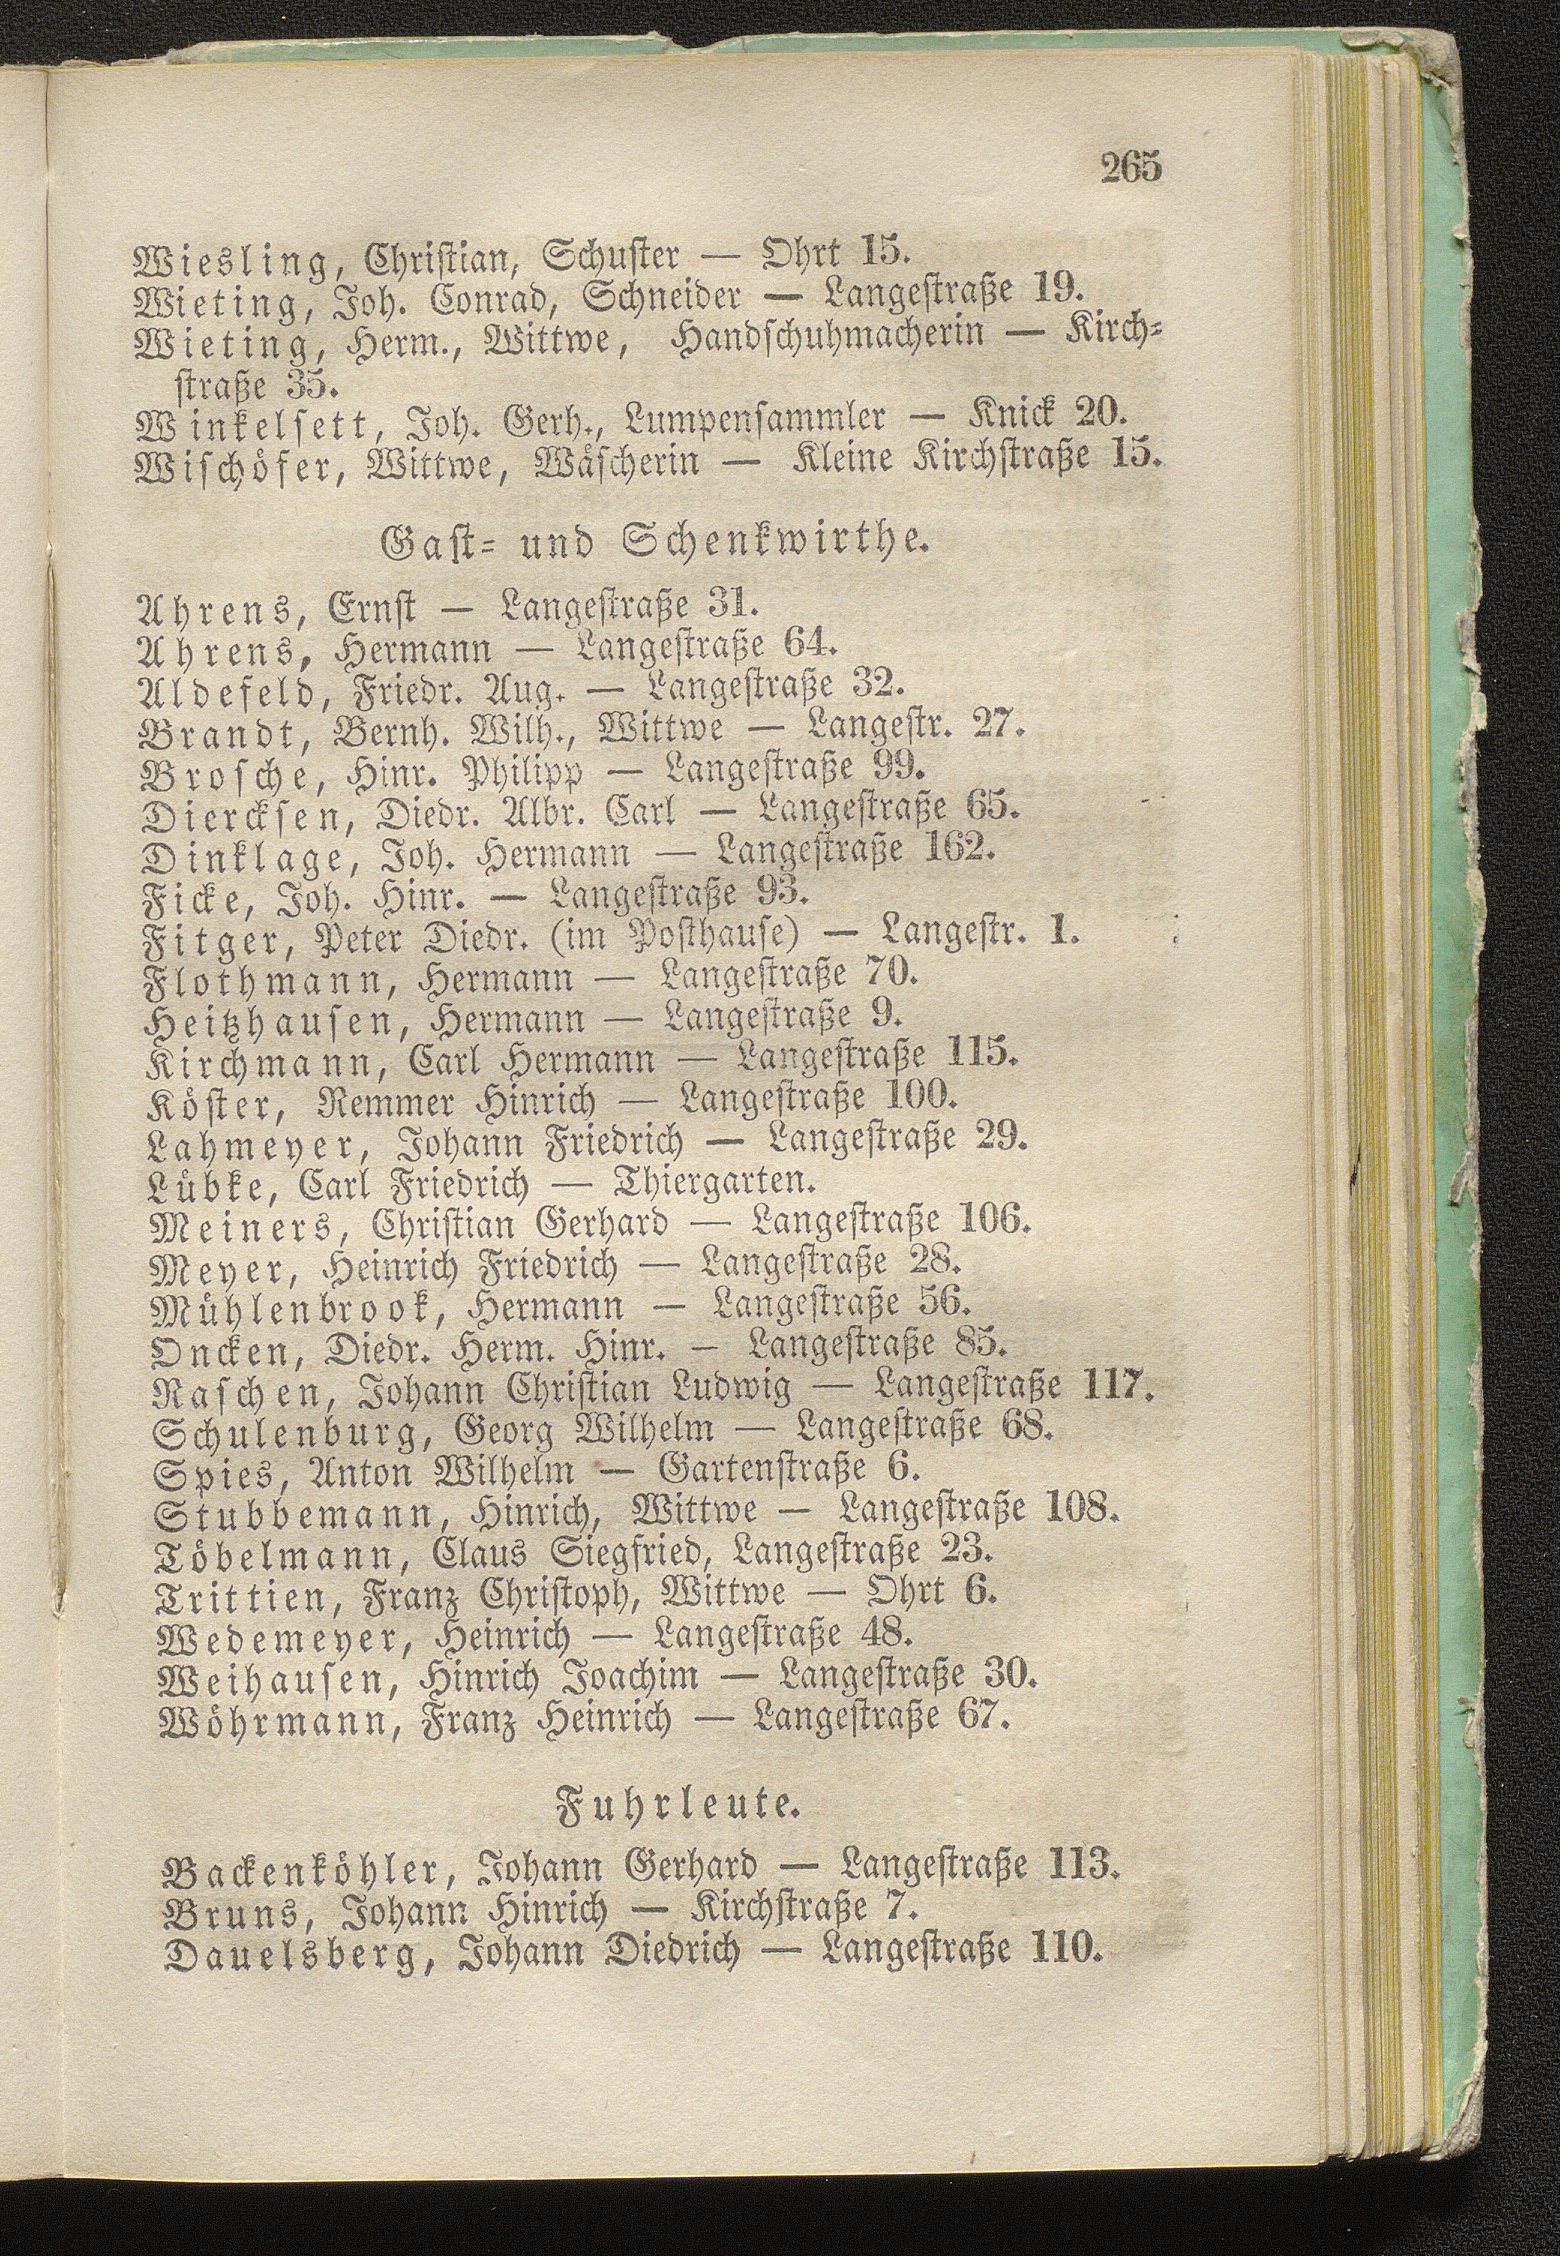 265
Wiesling, Christian, Schuster — Ohrt 15.
Wieting, Joh. Conrad, Schneider — Langestraße 19.
Wieting, Herm., Wittwe, Handschuhmacherin — Kirch-
straße 35.
Winkelsett, Joh. Gerh., Lumpensammler — Knick 20.
Wischöfer, Wittwe, Wäscherin — Kleine Kirchstraße 15.
Gast- und Schenkwirthe.
Ahrens, Ernst — Langestraße 31.
Ahrens, Hermann — Langestraße 64.
Aldefeld, Friedr. Aug. — Langestraße 32.
Brandt, Bernh. Wilh., Wittwe — Langestr. 27.
Brosche, Hinr. Philipp — Langestraße 99.
Diercksen, Diedr. Albr. Carl — Langestraße 65.
Dinklage, Joh. Hermann — Langestraße 162.
Ficke, Joh. Hinr. — Langestraße 93.
Fitger, Peter Diedr. (im Posthause) — Langestr. 1.
Flothmann, Hermann — Langestraße 70.
Heitzhausen, Hermann — Langestraße 9.
Kirchmann, Carl Hermann — Langestraße 115.
Köster, Remmer Hinrich — Langestraße 100.
Lahmeyer, Johann Friedrich — Langestraße 29.
Lübke, Carl Friedrich — Thiergarten.
Meiners, Christian Gerhard — Langestraße 106.
Meyer, Heinrich Friedrich — Langestraße 28.
Mühlenbrook, Hermann — Langestraße 56.
Oncken, Diedr. Herm. Hinr. — Langestraße 85.
Raschen, Johann Christian Ludwig — Langestraße 117.
Schulenburg, Georg Wilhelm — Langestraße 68.
Spies, Anton Wilhelm — Gartenstraße 6.
Stubbemann, Hinrich, Wittwe — Langestraße 108.
Töbelmann, Claus Siegfried, Langestraße 23.
Trittien, Franz Christoph, Wittwe — Ohrt 6.
Wedemeyer, Heinrich — Langestraße 48.
Weihausen, Hinrich Joachim — Langestraße 30.
Wöhrmann, Franz Heinrich — Langestraße 67.
Fuhrleute.
Backenköhler, Johann Gerhard — Langestraße 113.
Bruns, Johann Hinrich — Kirchstraße 7.
Dauelsberg, Johann Diedrich — Langestraße 110.